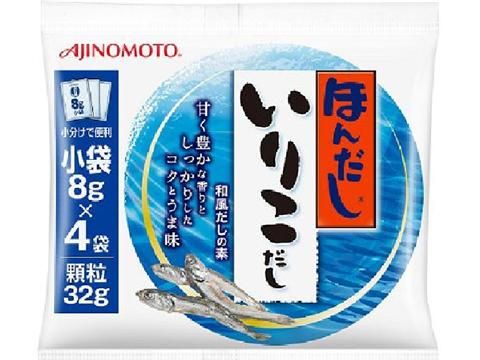 AJINOMOTO®
8g
小袋
小分けで便利
小袋
8g
×
4袋
顆粒
32g
ほんだし®
いりこだし
和風だしの素
甘く豊かな香りと
しっかりした
コクとうま味